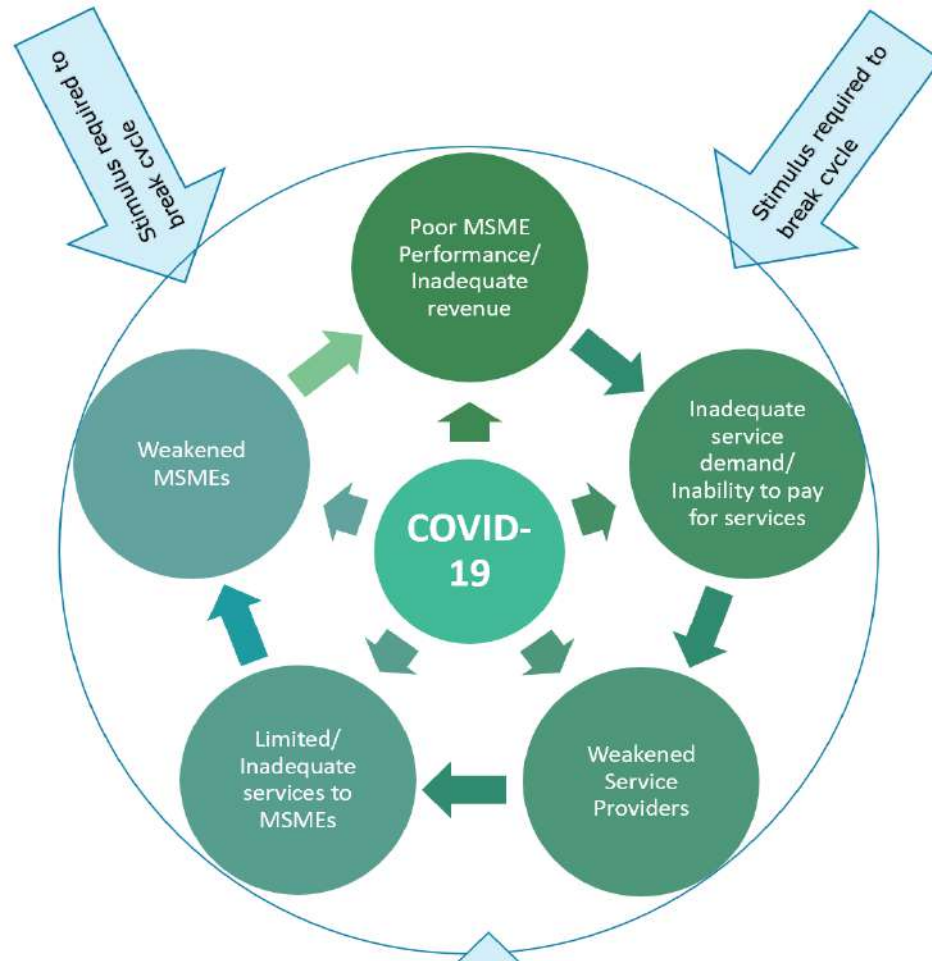 Stimulus required to
break cycle
Stimulus required to
break cycle
Poor MSME
Performance/
Inadequate
revenue
Weakened
MSMEs
Inadequate
service
demand/
Inability to pay
for services
COVID-
19
Limited/
Inadequate
services to
MSMEs
Weakened
Service
Providers